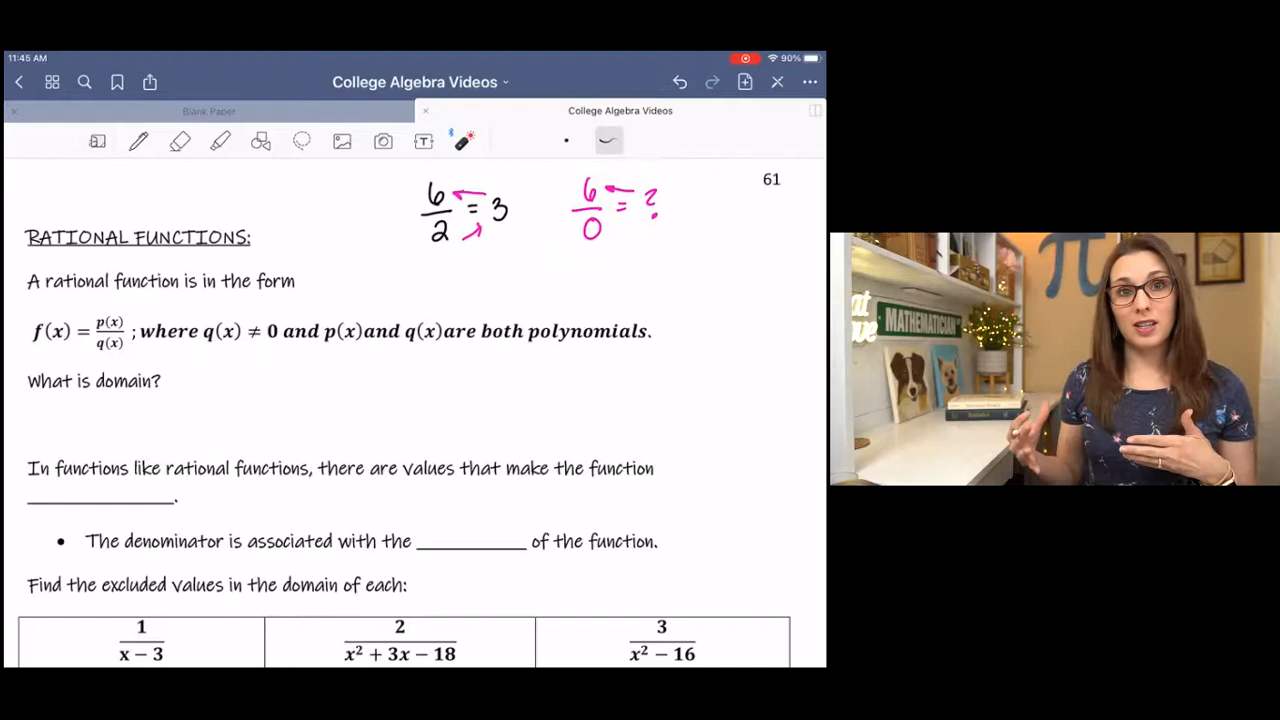 11:45 AM
90%
College Algebra Videos
Blank Paper
College Algebra Videos
T
61
6/2 = 3
6/0 = ?
RATIONAL FUNCTIONS:
A rational function is in the form
f(x) = p(x)/q(x) ; where q(x) ≠ 0 and p(x)and q(x)are both polynomials.
What is domain?
In functions like rational functions, there are values that make the function
____________________.
• The denominator is associated with the ______________ of the function.
Find the excluded values in the domain of each:
1/(x − 3)
2/(x² + 3x − 18)
3/(x² − 16)
MATHEMATICIAN
π